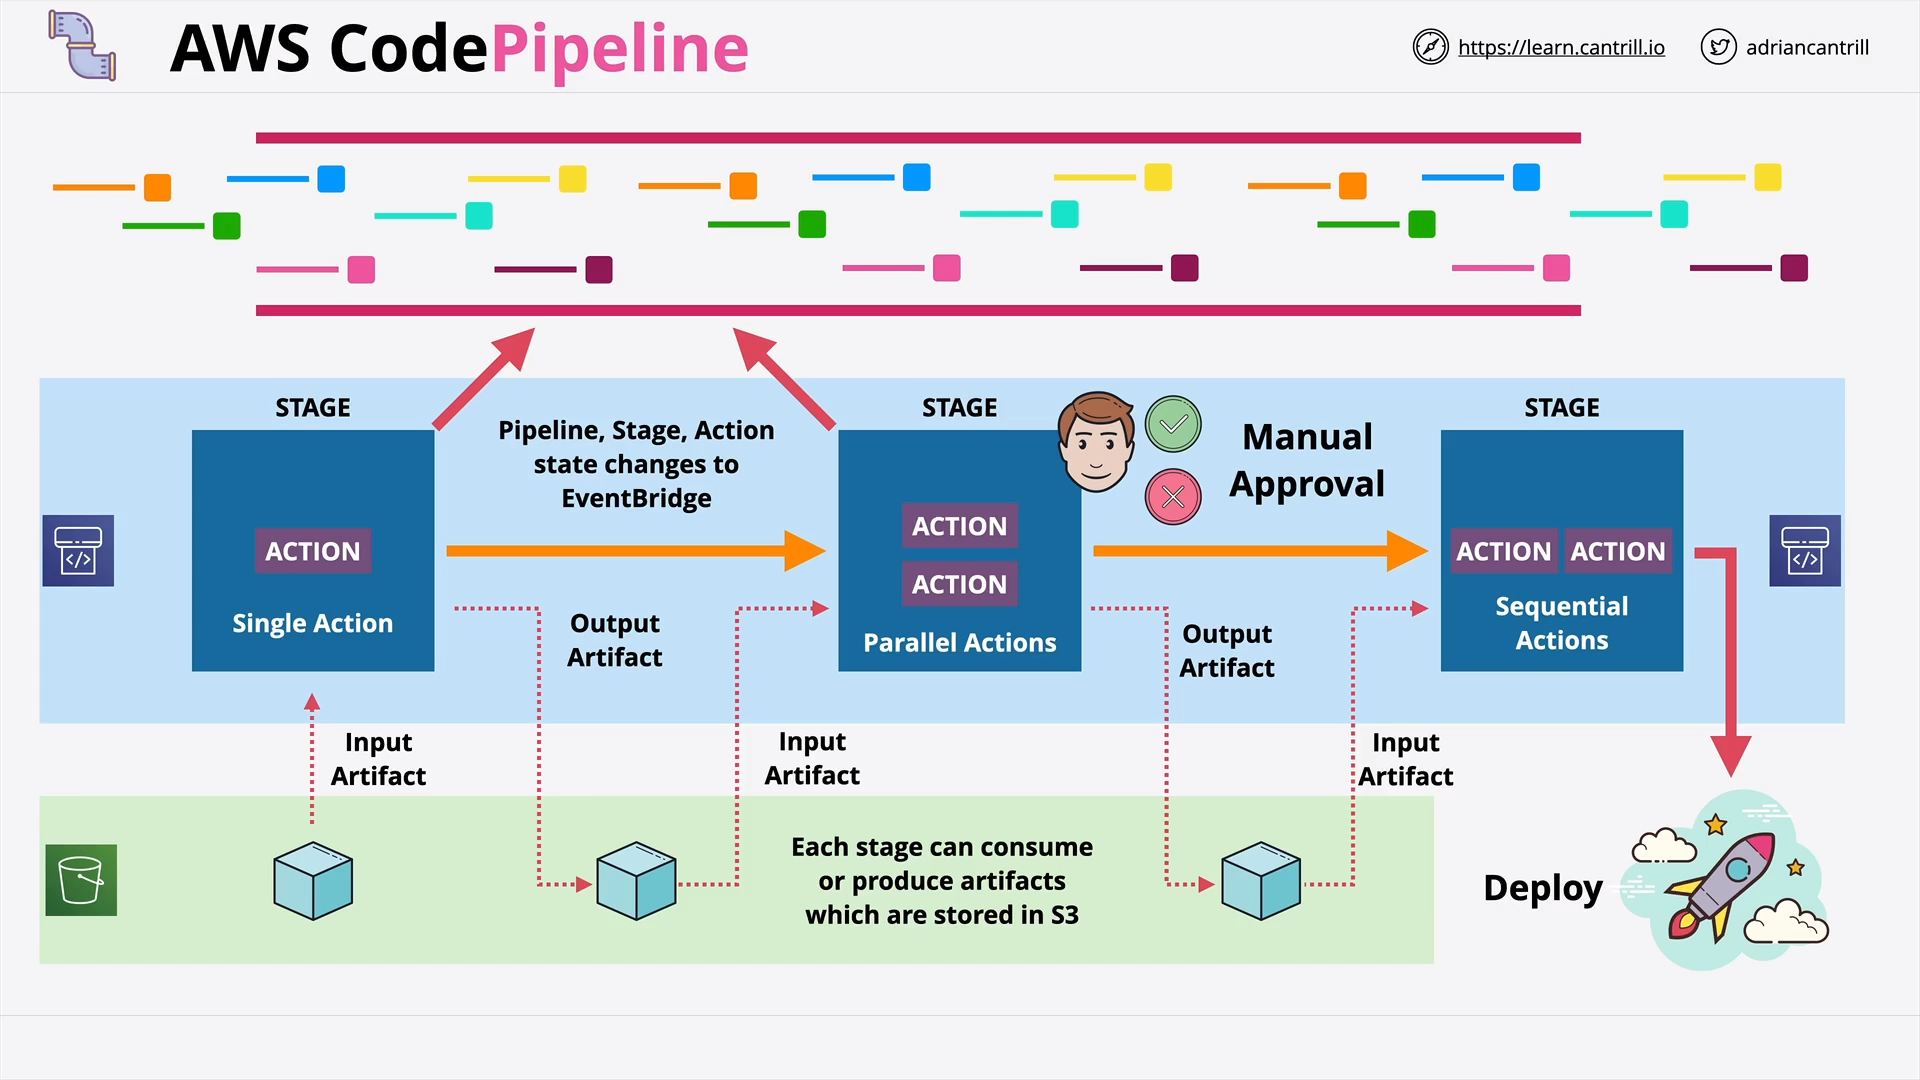 AWS CodePipeline
https://learn.cantrill.io
adriancantrill
STAGE
STAGE
STAGE
Pipeline, Stage, Action
state changes to
EventBridge
Manual
Approval
ACTION
Single Action
ACTION
ACTION
Parallel Actions
ACTION ACTION
Sequential
Actions
Output
Artifact
Output
Artifact
Input
Artifact
Input
Artifact
Input
Artifact
Each stage can consume
or produce artifacts
which are stored in S3
Deploy